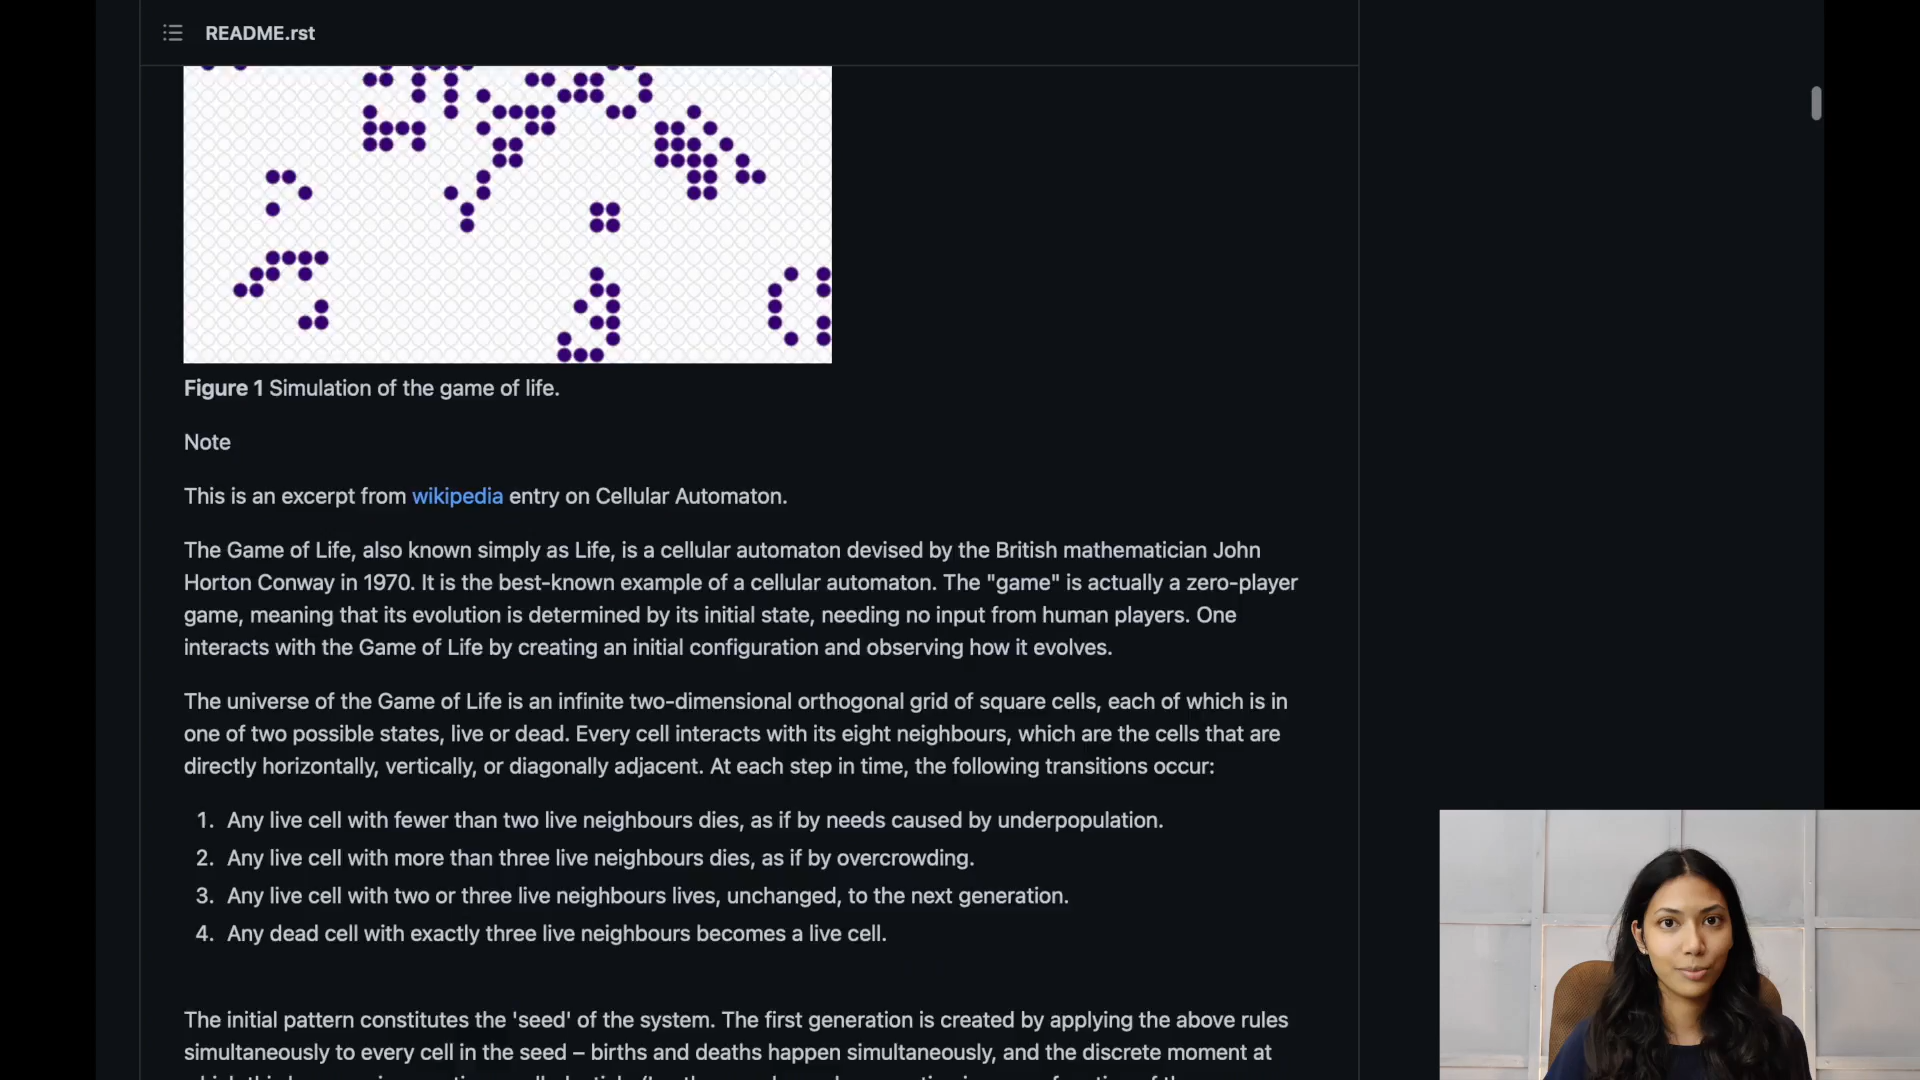 README.rst
Figure 1 Simulation of the game of life.
Note
This is an excerpt from wikipedia entry on Cellular Automaton.
The Game of Life, also known simply as Life, is a cellular automaton devised by the British mathematician John
Horton Conway in 1970. It is the best-known example of a cellular automaton. The "game" is actually a zero-player
game, meaning that its evolution is determined by its initial state, needing no input from human players. One
interacts with the Game of Life by creating an initial configuration and observing how it evolves.
The universe of the Game of Life is an infinite two-dimensional orthogonal grid of square cells, each of which is in
one of two possible states, live or dead. Every cell interacts with its eight neighbours, which are the cells that are
directly horizontally, vertically, or diagonally adjacent. At each step in time, the following transitions occur:
1. Any live cell with fewer than two live neighbours dies, as if by needs caused by underpopulation.
2. Any live cell with more than three live neighbours dies, as if by overcrowding.
3. Any live cell with two or three live neighbours lives, unchanged, to the next generation.
4. Any dead cell with exactly three live neighbours becomes a live cell.
The initial pattern constitutes the 'seed' of the system. The first generation is created by applying the above rules
simultaneously to every cell in the seed – births and deaths happen simultaneously, and the discrete moment at